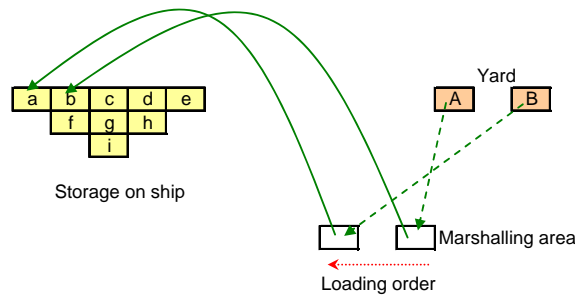 Yard
a b c d e
A B
f g h
i
Storage on ship
Marshalling area
Loading order